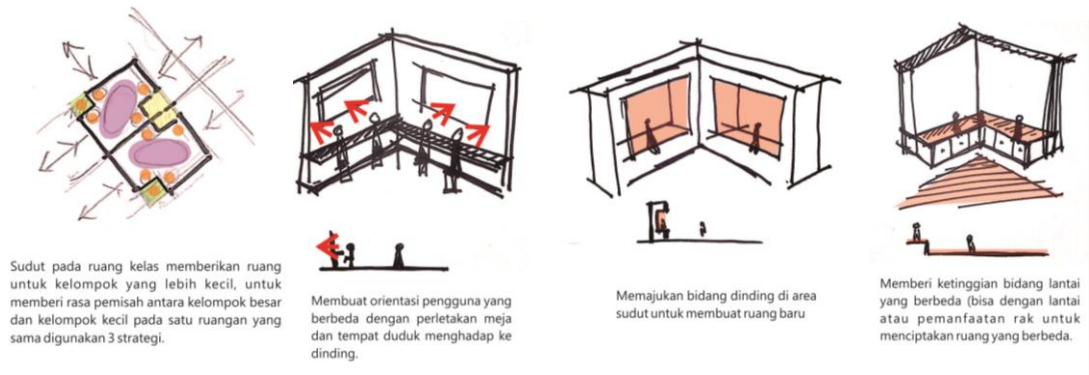 Sudut pada ruang kelas memberikan ruang
untuk kelompok yang lebih kecil, untuk
memberi rasa pemisah antara kelompok besar
dan kelompok kecil pada satu ruangan yang
sama digunakan 3 strategi.
Membuat orientasi pengguna yang
berbeda dengan perletakan meja
dan tempat duduk menghadap ke
dinding.
Memajukan bidang dinding di area
sudut untuk membuat ruang baru
Memberi ketinggian bidang lantai
yang berbeda (bisa dengan lantai
atau pemanfaatan rak untuk
menciptakan ruang yang berbeda.